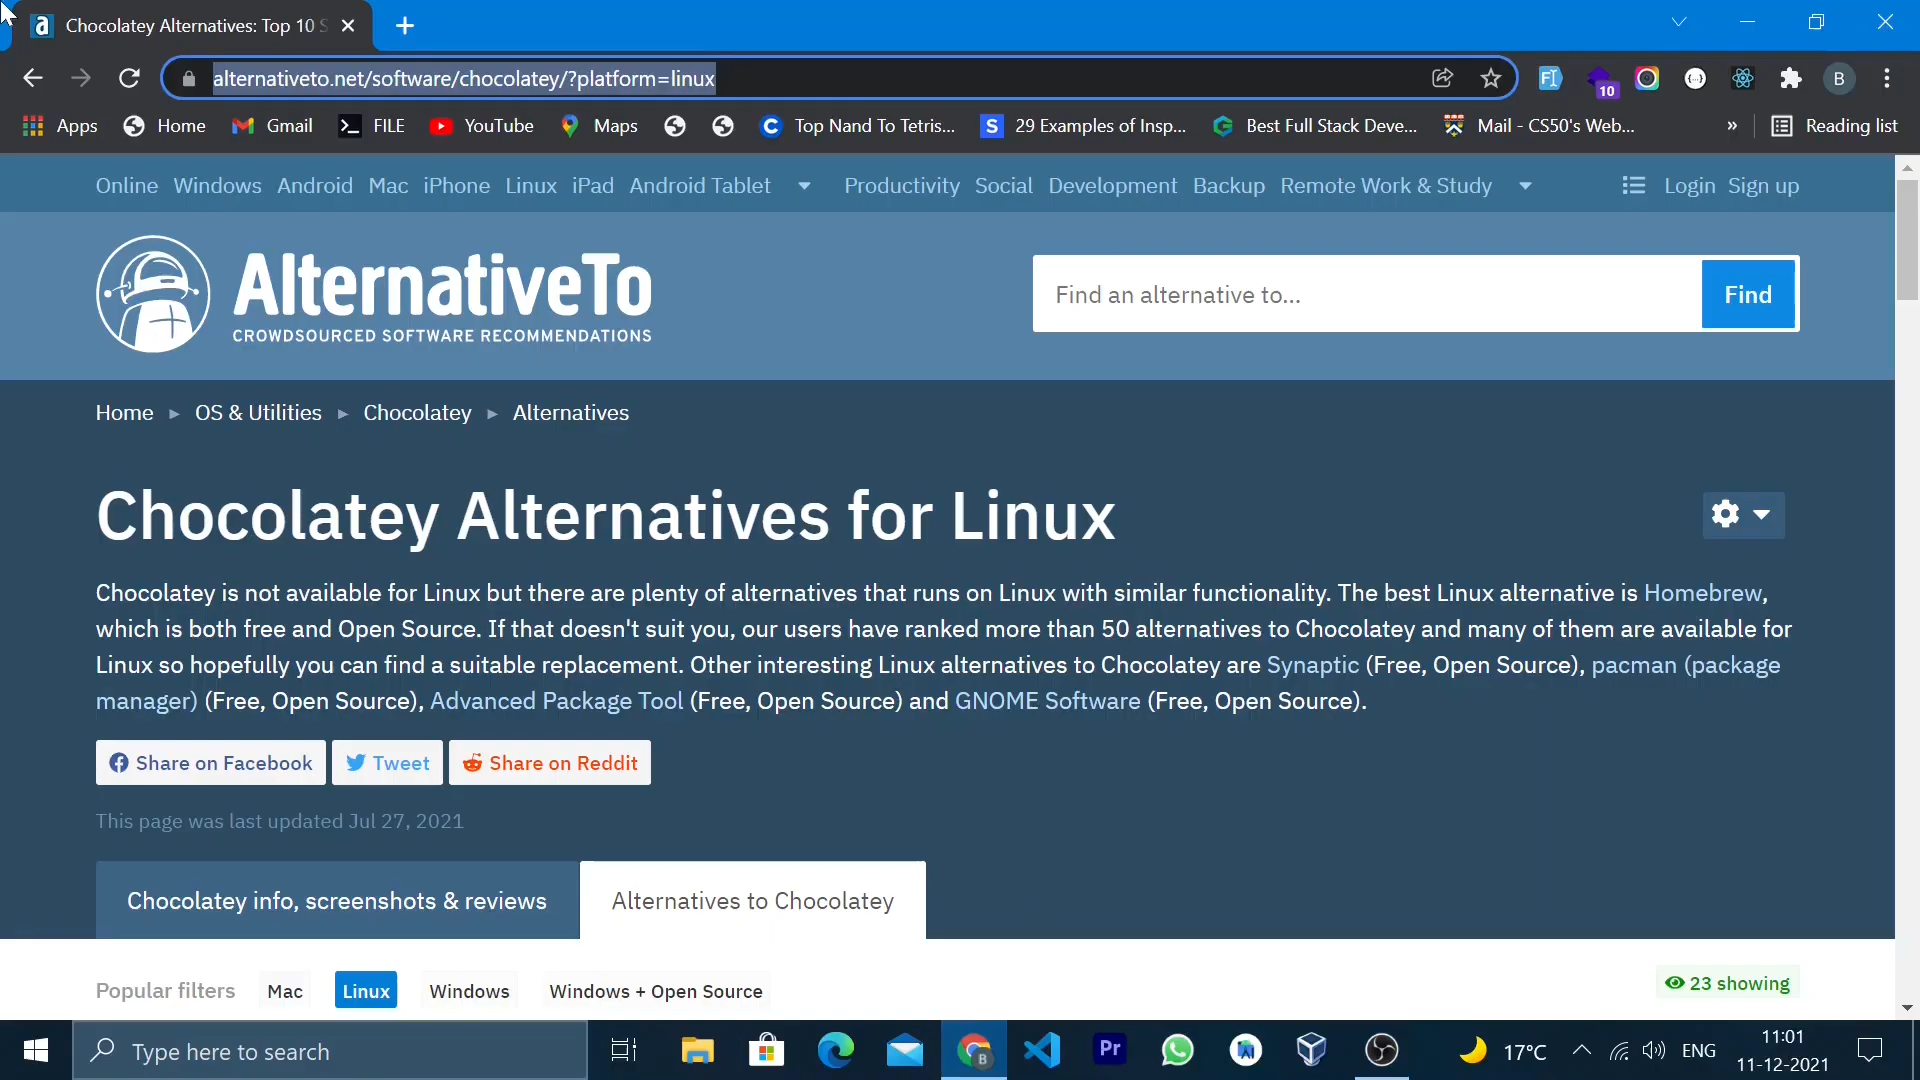 Chocolatey Alternatives: Top 10 S
alternativeto.net/software/chocolatey/?platform=linux
10
B
Apps Home Gmail FILE YouTube Maps Top Nand To Tetris... 29 Examples of Insp... Best Full Stack Deve... Mail - CS50's Web... » Reading list
Online Windows Android Mac iPhone Linux iPad Android Tablet Productivity Social Development Backup Remote Work & Study Login Sign up
AlternativeTo
CROWDSOURCED SOFTWARE RECOMMENDATIONS
Find an alternative to... Find
Home OS & Utilities Chocolatey Alternatives
Chocolatey Alternatives for Linux
Chocolatey is not available for Linux but there are plenty of alternatives that runs on Linux with similar functionality. The best Linux alternative is Homebrew,
which is both free and Open Source. If that doesn't suit you, our users have ranked more than 50 alternatives to Chocolatey and many of them are available for
Linux so hopefully you can find a suitable replacement. Other interesting Linux alternatives to Chocolatey are Synaptic (Free, Open Source), pacman (package
manager) (Free, Open Source), Advanced Package Tool (Free, Open Source) and GNOME Software (Free, Open Source).
Share on Facebook Tweet Share on Reddit
This page was last updated Jul 27, 2021
Chocolatey info, screenshots & reviews Alternatives to Chocolatey
Popular filters Mac Linux Windows Windows + Open Source 23 showing
Type here to search
Pr
17°C
ENG
11:01
11-12-2021